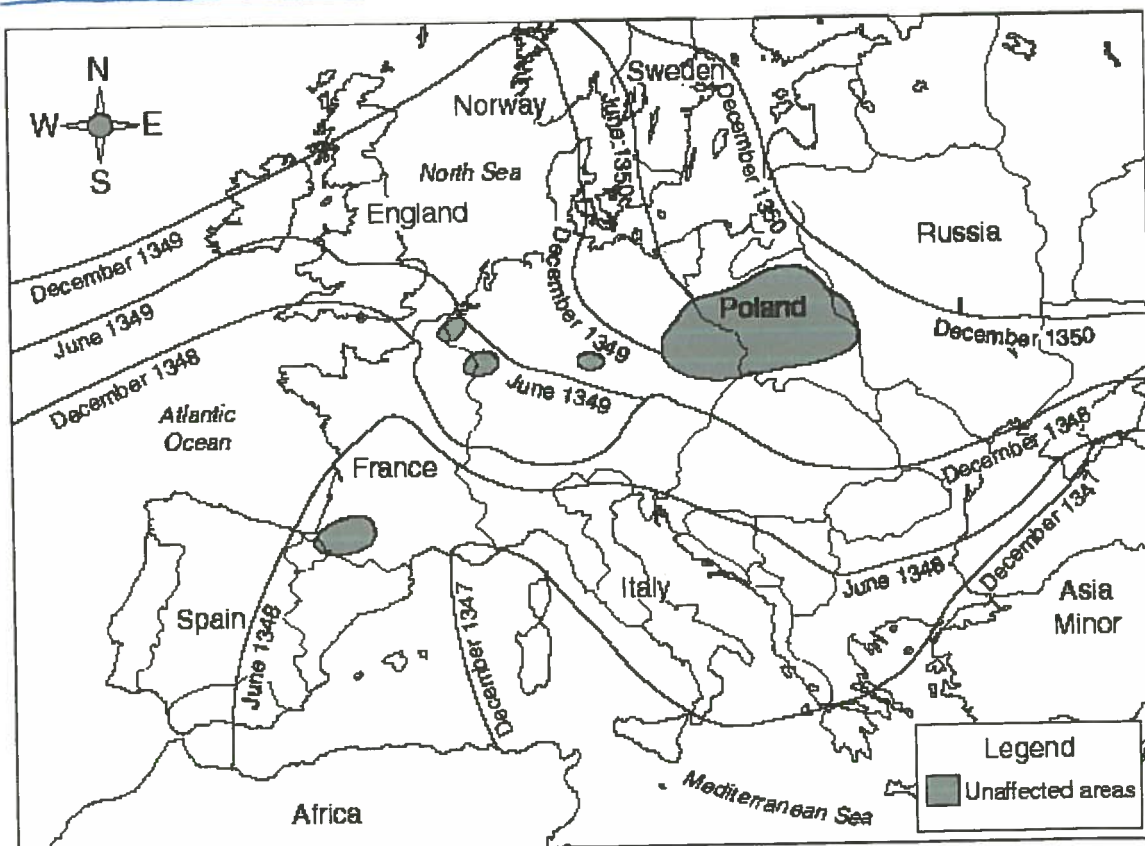 N
W E
S
Norway
Sweden
North Sea
England
June 1350
December 1350
Russia
December 1349
December 1349
June 1349
December 1348
Poland
December 1350
June 1349
Atlantic
Ocean
France
December 1348
December 1347
June 1348
Spain
June 1348
December 1347
Italy
Asia
Minor
Africa
Mediterranean Sea
Legend
Unaffected areas